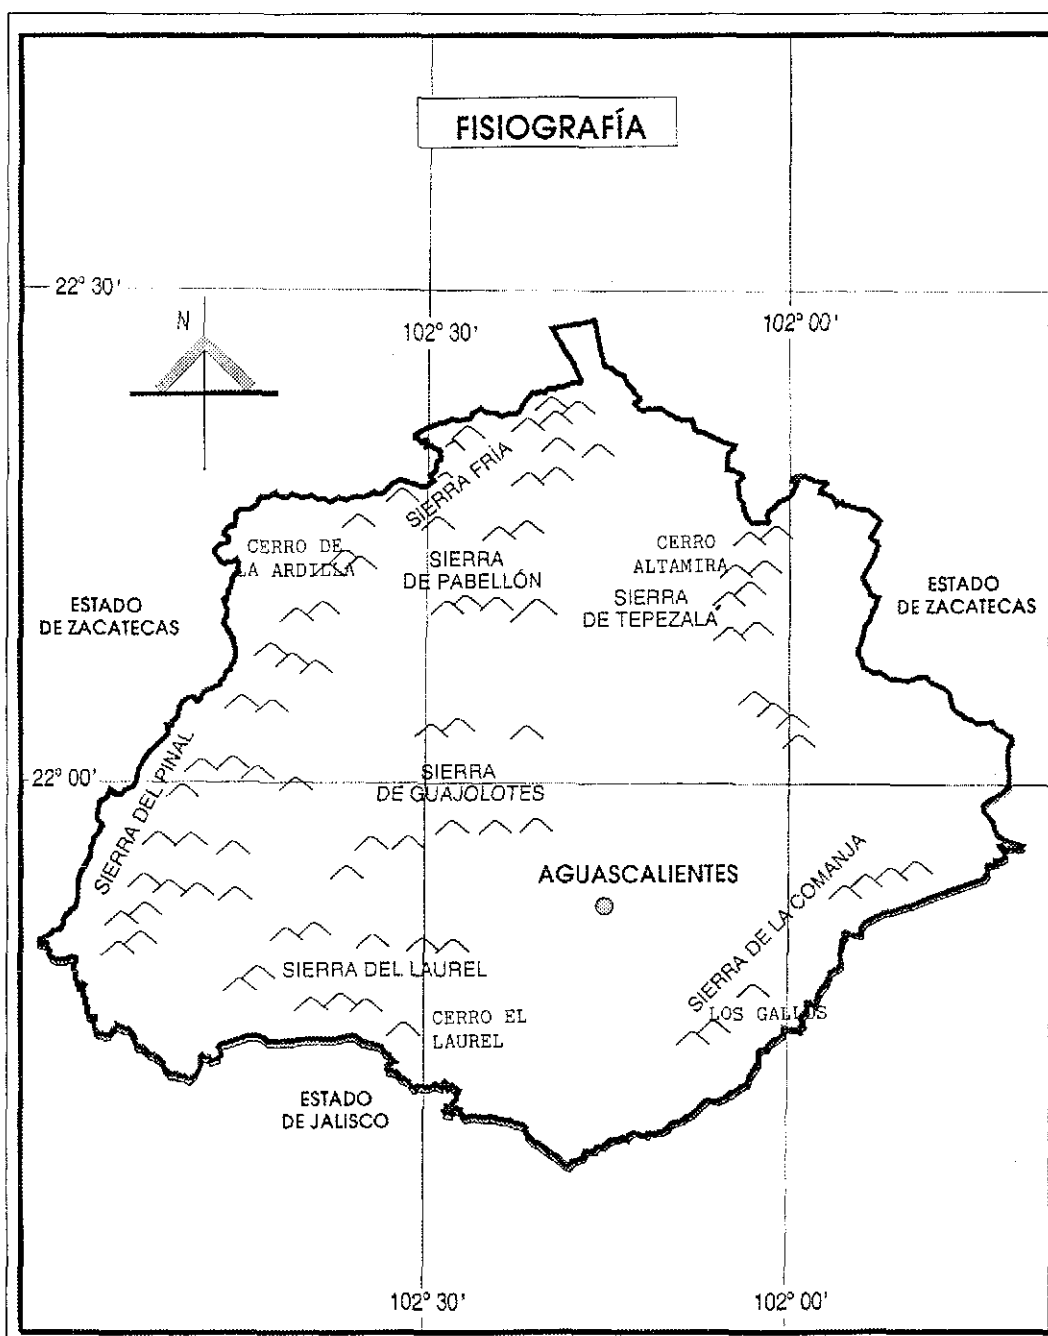 FISIOGRAFÍA
22° 30'
N
102° 30'
102° 00'
SIERRA FRÍA
CERRO DE
LA ARDILLA
SIERRA
DE PABELLÓN
CERRO
ALTAMIRA
SIERRA
DE TEPEZALÁ
ESTADO
DE ZACATECAS
ESTADO
DE ZACATECAS
22° 00'
SIERRA DEL PINAL
SIERRA
DE GUAJOLOTES
AGUASCALIENTES
SIERRA DE LA COMANJA
SIERRA DEL LAUREL
LOS GALLOS
CERRO EL
LAUREL
ESTADO
DE JALISCO
102° 30'
102° 00'